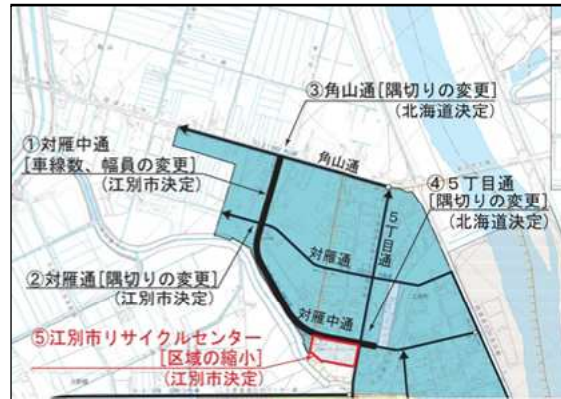 ③角山通[隅切りの変更]
(北海道決定)
①対雁中通
[車線数、幅員の変更]
(江別市決定)
角山通
④5丁目通
[隅切りの変更]
(北海道決定)
5丁目通
対雁通
②対雁通[隅切りの変更]
(江別市決定)
対雁中通
⑤江別市リサイクルセンター
[区域の縮小]
(江別市決定)